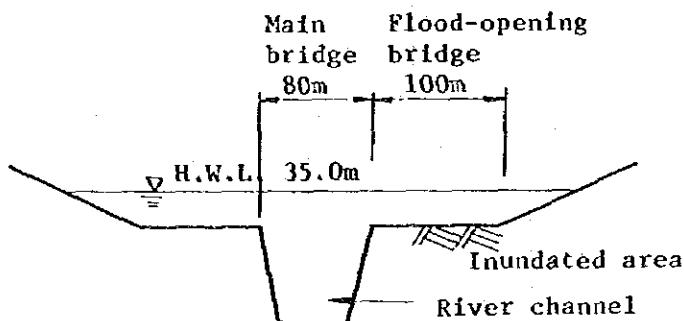 Main Flood-opening
bridge bridge
80m 100m
H.W.L. 35.0m
Inundated area
River channel